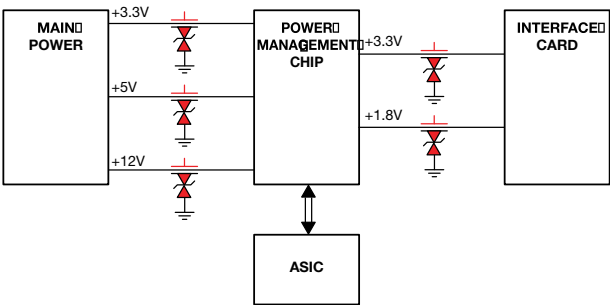 MAIN
POWER
+3.3V
+5V
+12V
POWER
MANAGEMENT
CHIP
+3.3V
+1.8V
INTERFACE
CARD
ASIC